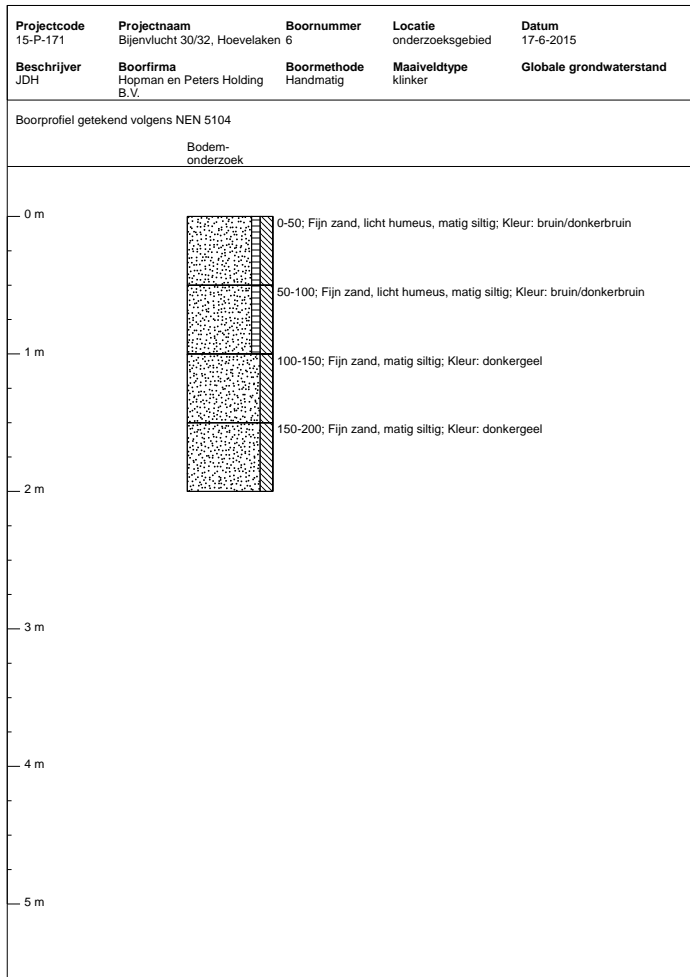 Projectcode Projectnaam Boornummer Locatie Datum
15-P-171 Bijenvlucht 30/32, Hoevelaken 6 onderzoeksgebied 17-6-2015
Beschrijver Boorfirma Boormethode Maaiveldtype Globale grondwaterstand
JDH Hopman en Peters Holding Handmatig klinker
B.V.
Boorprofiel getekend volgens NEN 5104
Bodem-
onderzoek
0 m
0-50; Fijn zand, licht humeus, matig siltig; Kleur: bruin/donkerbruin
50-100; Fijn zand, licht humeus, matig siltig; Kleur: bruin/donkerbruin
1 m
100-150; Fijn zand, matig siltig; Kleur: donkergeel
150-200; Fijn zand, matig siltig; Kleur: donkergeel
2 m
3 m
4 m
5 m